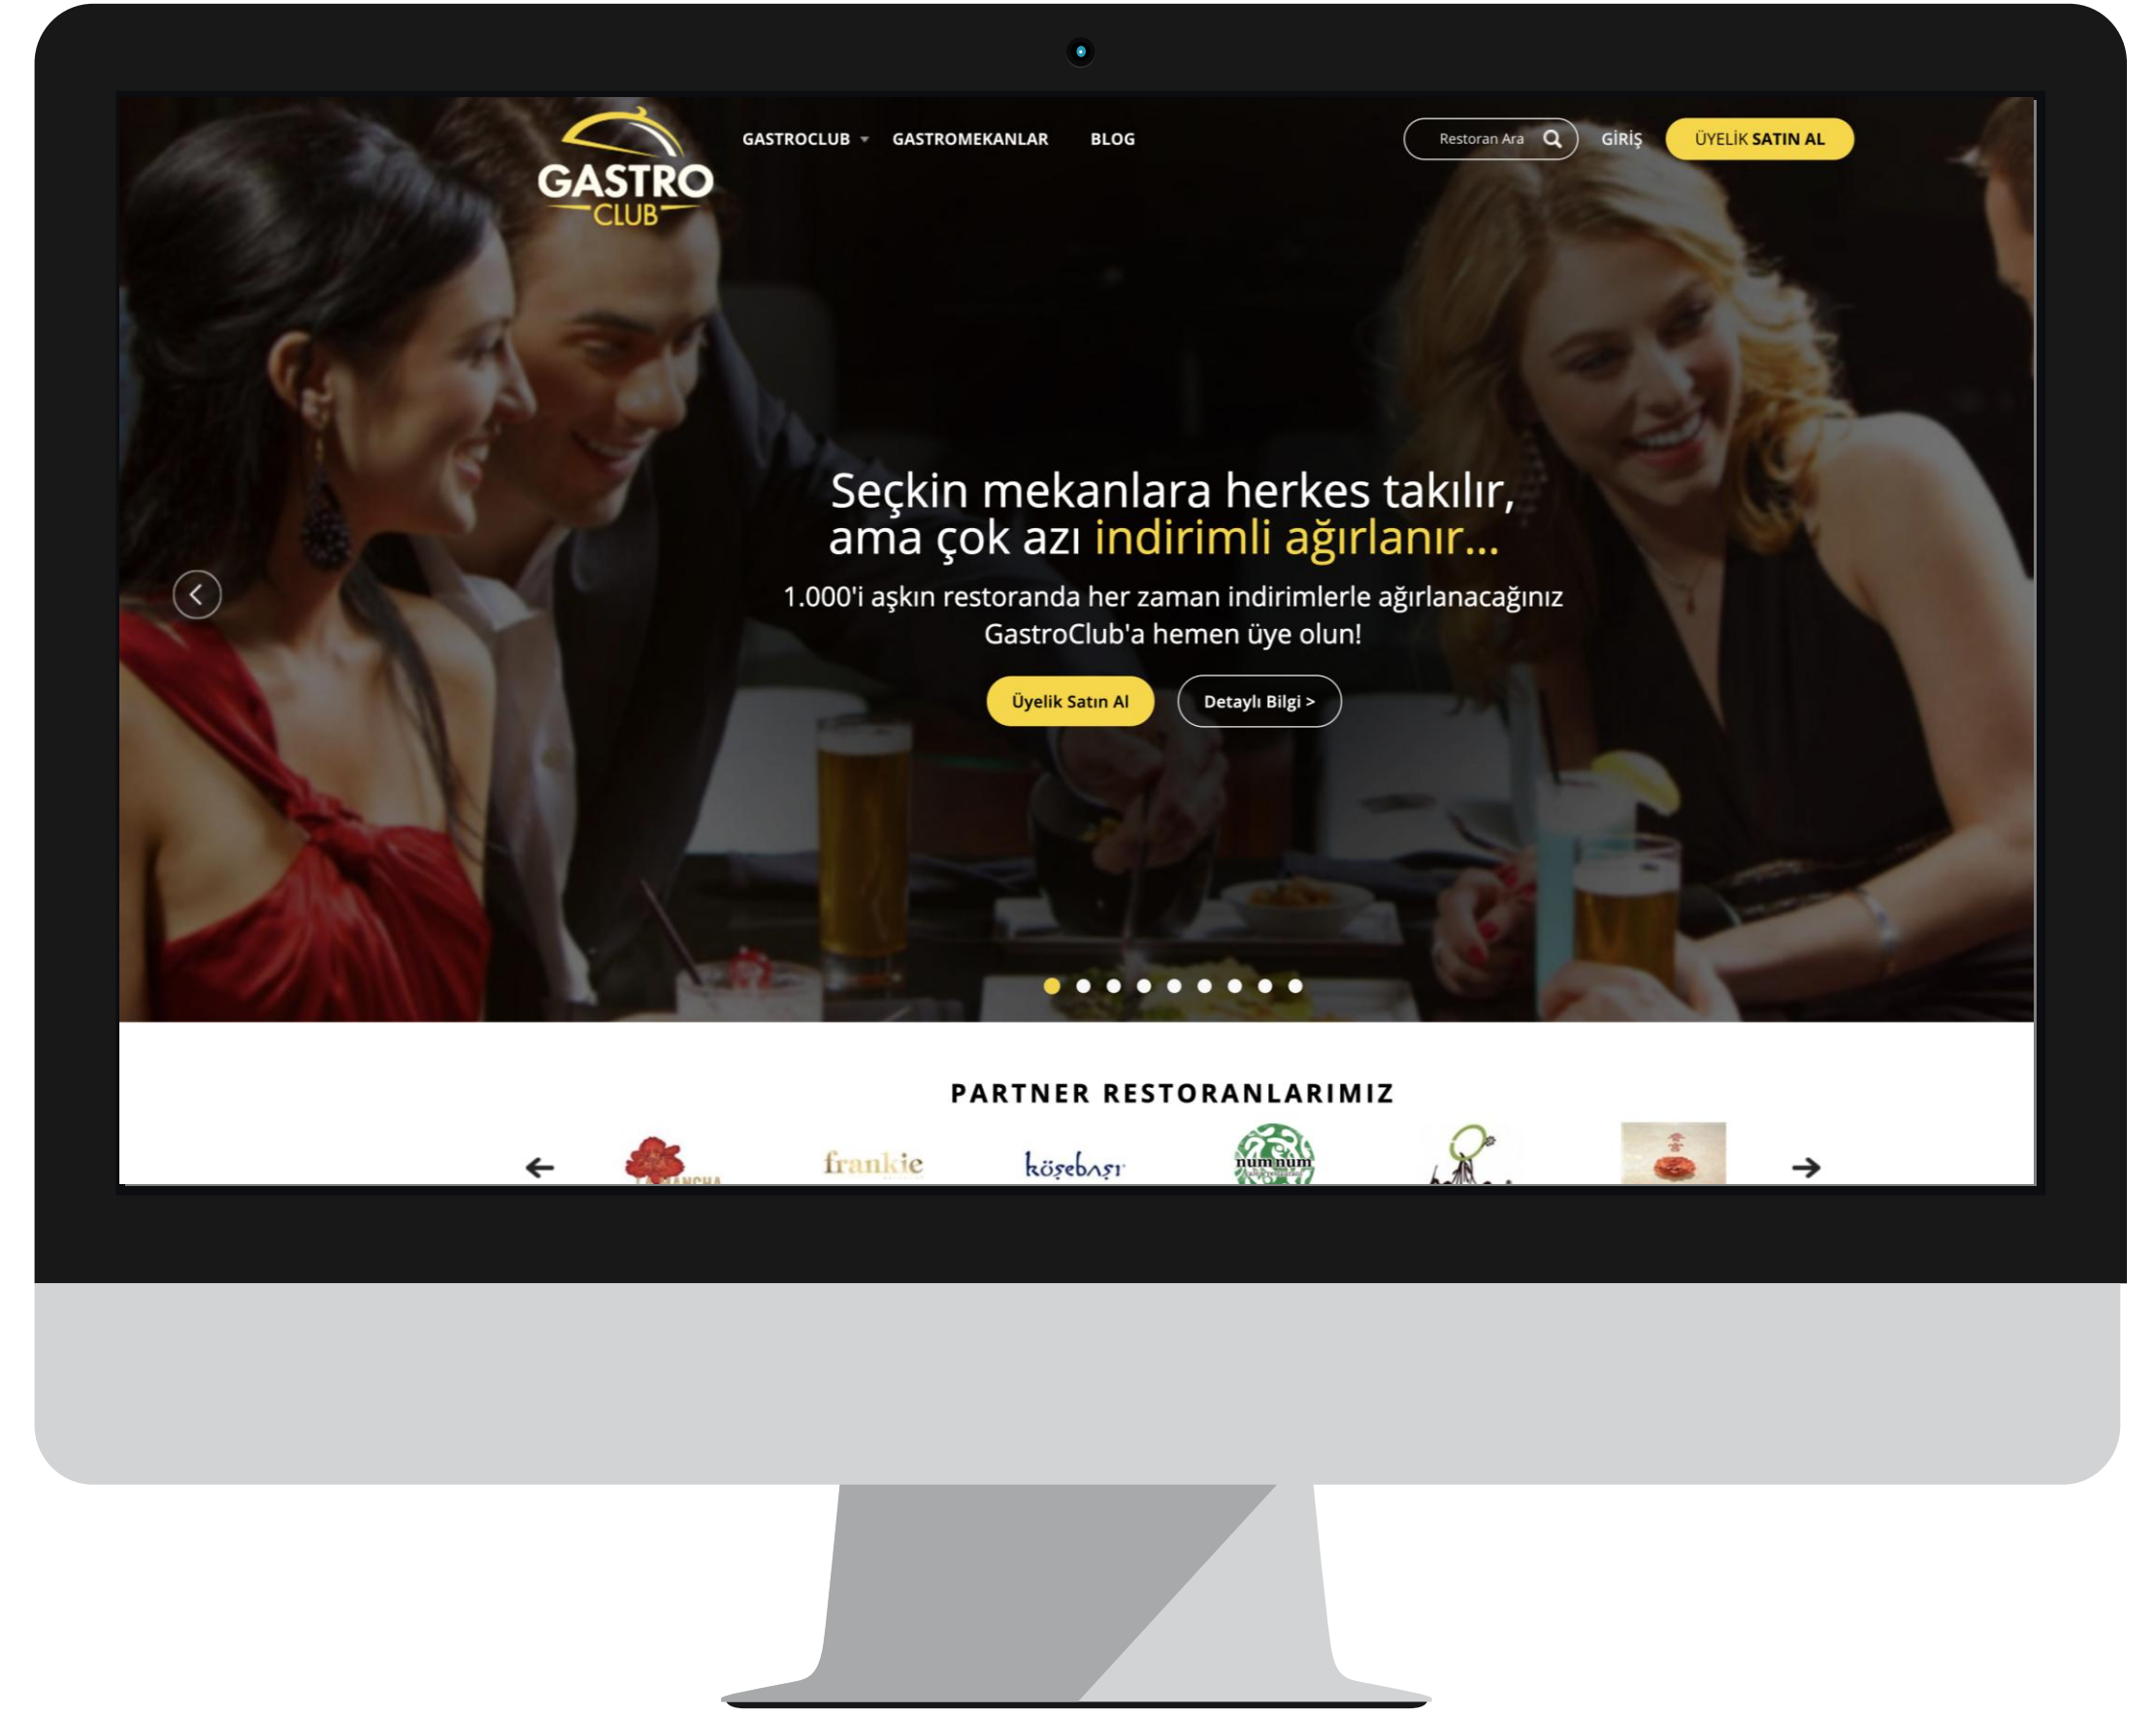 GASTRO
CLUB
GASTROCLUB
GASTROMEKANLAR
BLOG
Restoran Ara
GİRİŞ
ÜYELİK SATIN AL
Seçkin mekanlara herkes takılır,
ama çok azı indirimli ağırlanır...
1.000'i aşkın restoranda her zaman indirimlerle ağırlanacağınız
GastroClub'a hemen üye olun!
Üyelik Satın Al
Detaylı Bilgi >
PARTNER RESTORANLARIMIZ
frankie
köşebaşı
num num